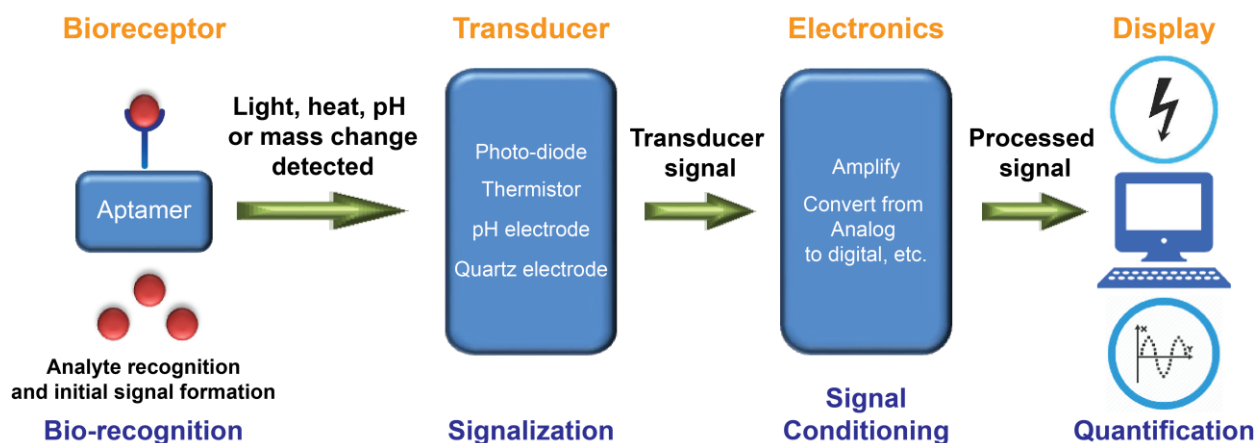 Bioreceptor
Transducer
Electronics
Display
Aptamer
Analyte recognition
and initial signal formation
Bio-recognition
Light, heat, pH
or mass change
detected
Photo-diode
Thermistor
pH electrode
Quartz electrode
Signalization
Transducer
signal
Amplify
Convert from
Analog
to digital, etc.
Signal
Conditioning
Processed
signal
X
Y
Quantification